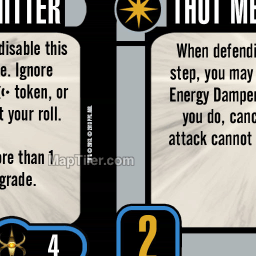 ITTER
disable this
e. Ignore
token, or
t your roll.
ore than 1
grade.
4
THOT ME
When defendi
step, you may
Energy Damper
you do, canc
attack cannot
2
MapTiler.com